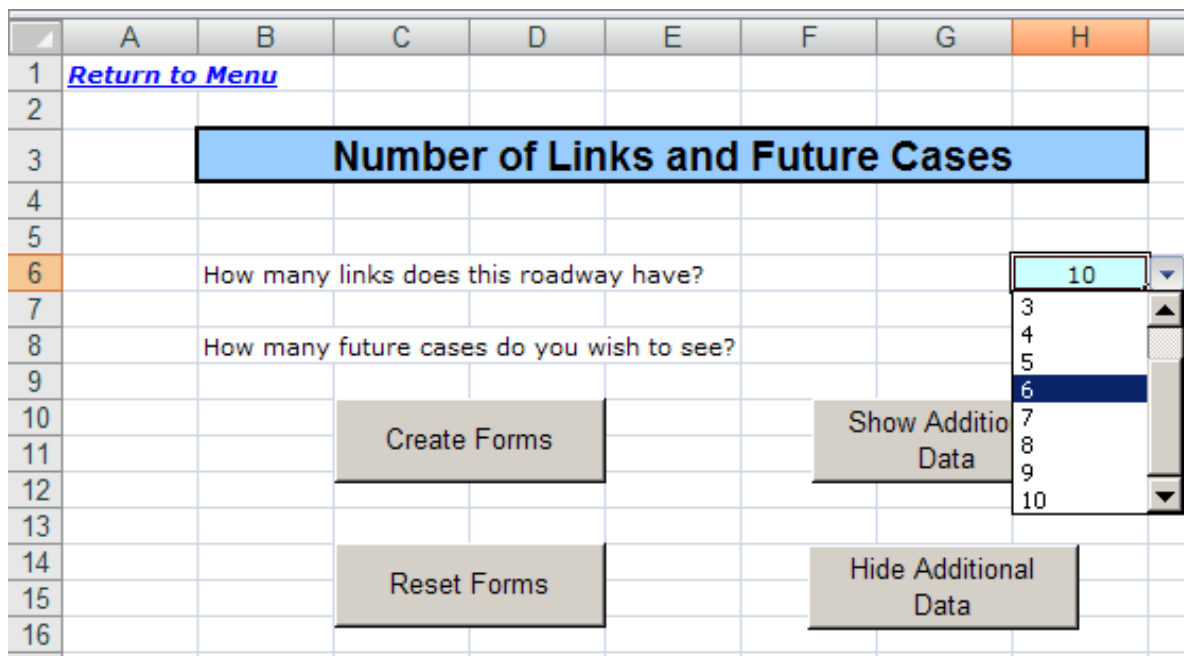 A B C D E F G H
1 Return to Menu
2
3 Number of Links and Future Cases
4
5
6 How many links does this roadway have? 10
7
8 How many future cases do you wish to see?
9
10
11
12
13
14
15
16
3
4
5
6
7
8
9
10
Create Forms
Show Additio
Data
Reset Forms
Hide Additional
Data